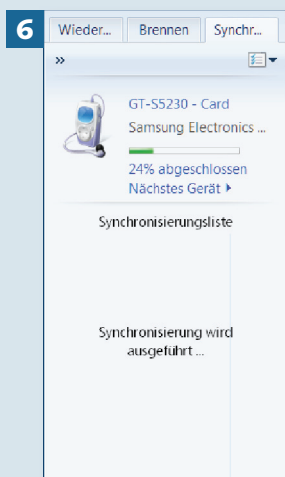 6
Wieder... Brennen Synchr...
»
GT-S5230 - Card
Samsung Electronics ...
24% abgeschlossen
Nächstes Gerät
Synchronisierungsliste
Synchronisierung wird
ausgeführt ...